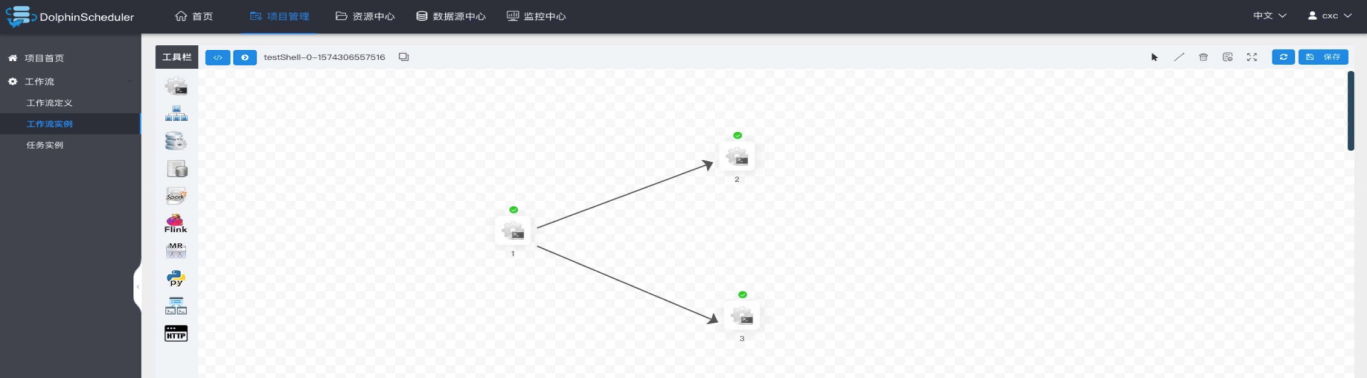 DolphinScheduler 首页 项目管理 资源中心 数据源中心 监控中心 中文 cxc
项目首页
工作流
工作流定义
工作流实例
任务实例
工具栏 testShell-0-1574306557516 保存
Spark
Flink
MR
py
HTTP
1
2
3